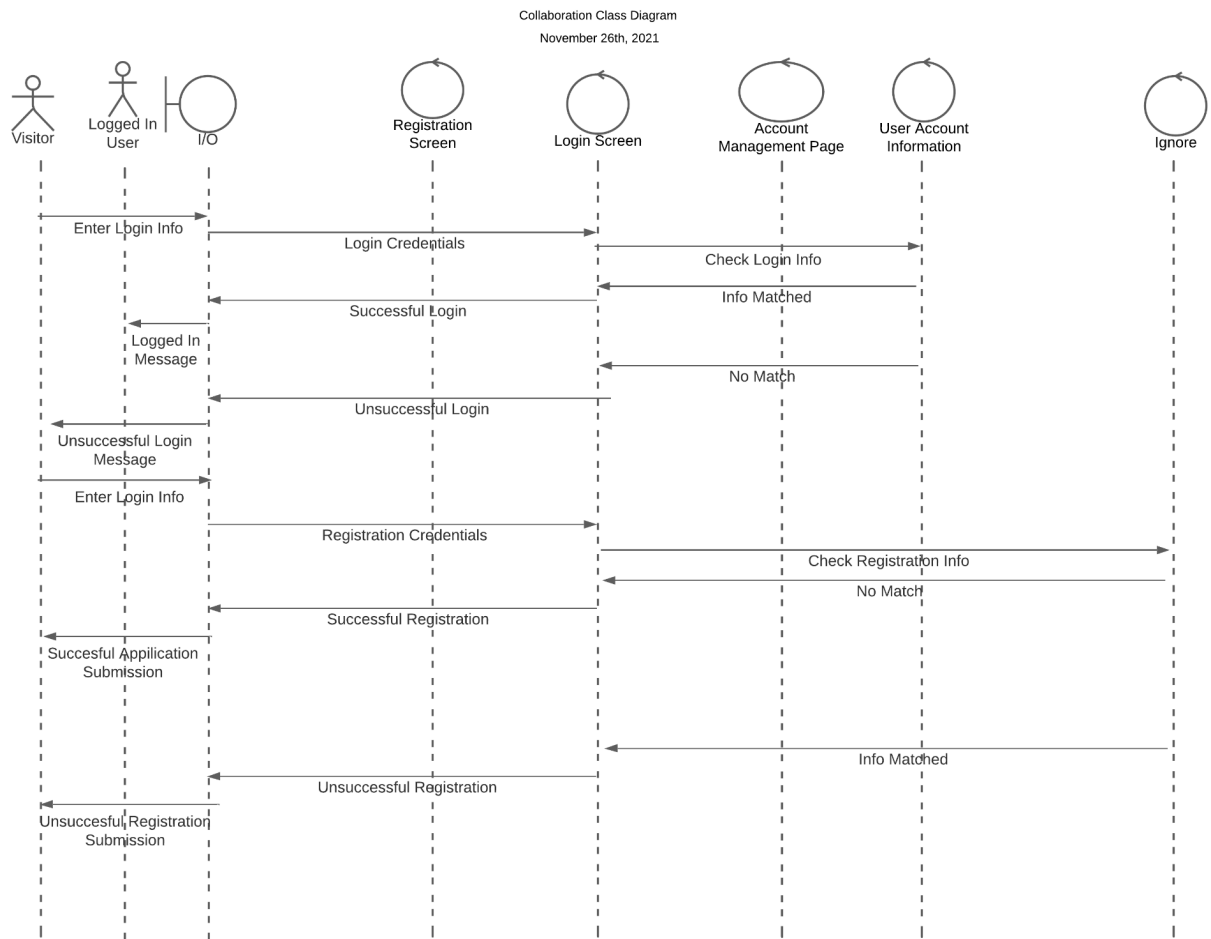 Collaboration Class Diagram
November 26th, 2021
Visitor
Logged In
User
I/O
Registration
Screen
Login Screen
Account
Management Page
User Account
Information
Ignore
Enter Login Info
Login Credentials
Check Login Info
Info Matched
Successful Login
Logged In
Message
No Match
Unsuccessful Login
Unsuccessful Login
Message
Enter Login Info
Registration Credentials
Check Registration Info
No Match
Successful Registration
Succesful Appilication
Submission
Info Matched
Unsuccessful Registration
Unsuccesful Registration
Submission